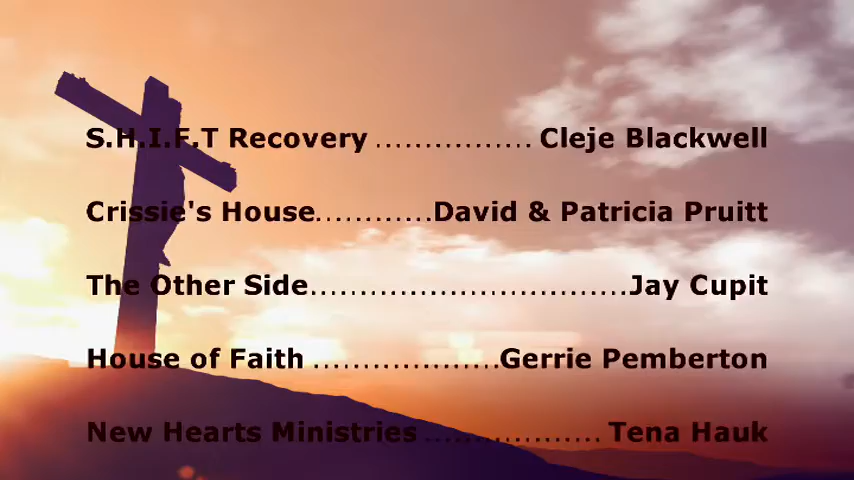 S.H.I.F.T Recovery ................ Cleje Blackwell
Crissie's House............David & Patricia Pruitt
The Other Side................................Jay Cupit
House of Faith ...................Gerrie Pemberton
New Hearts Ministries .................. Tena Hauk